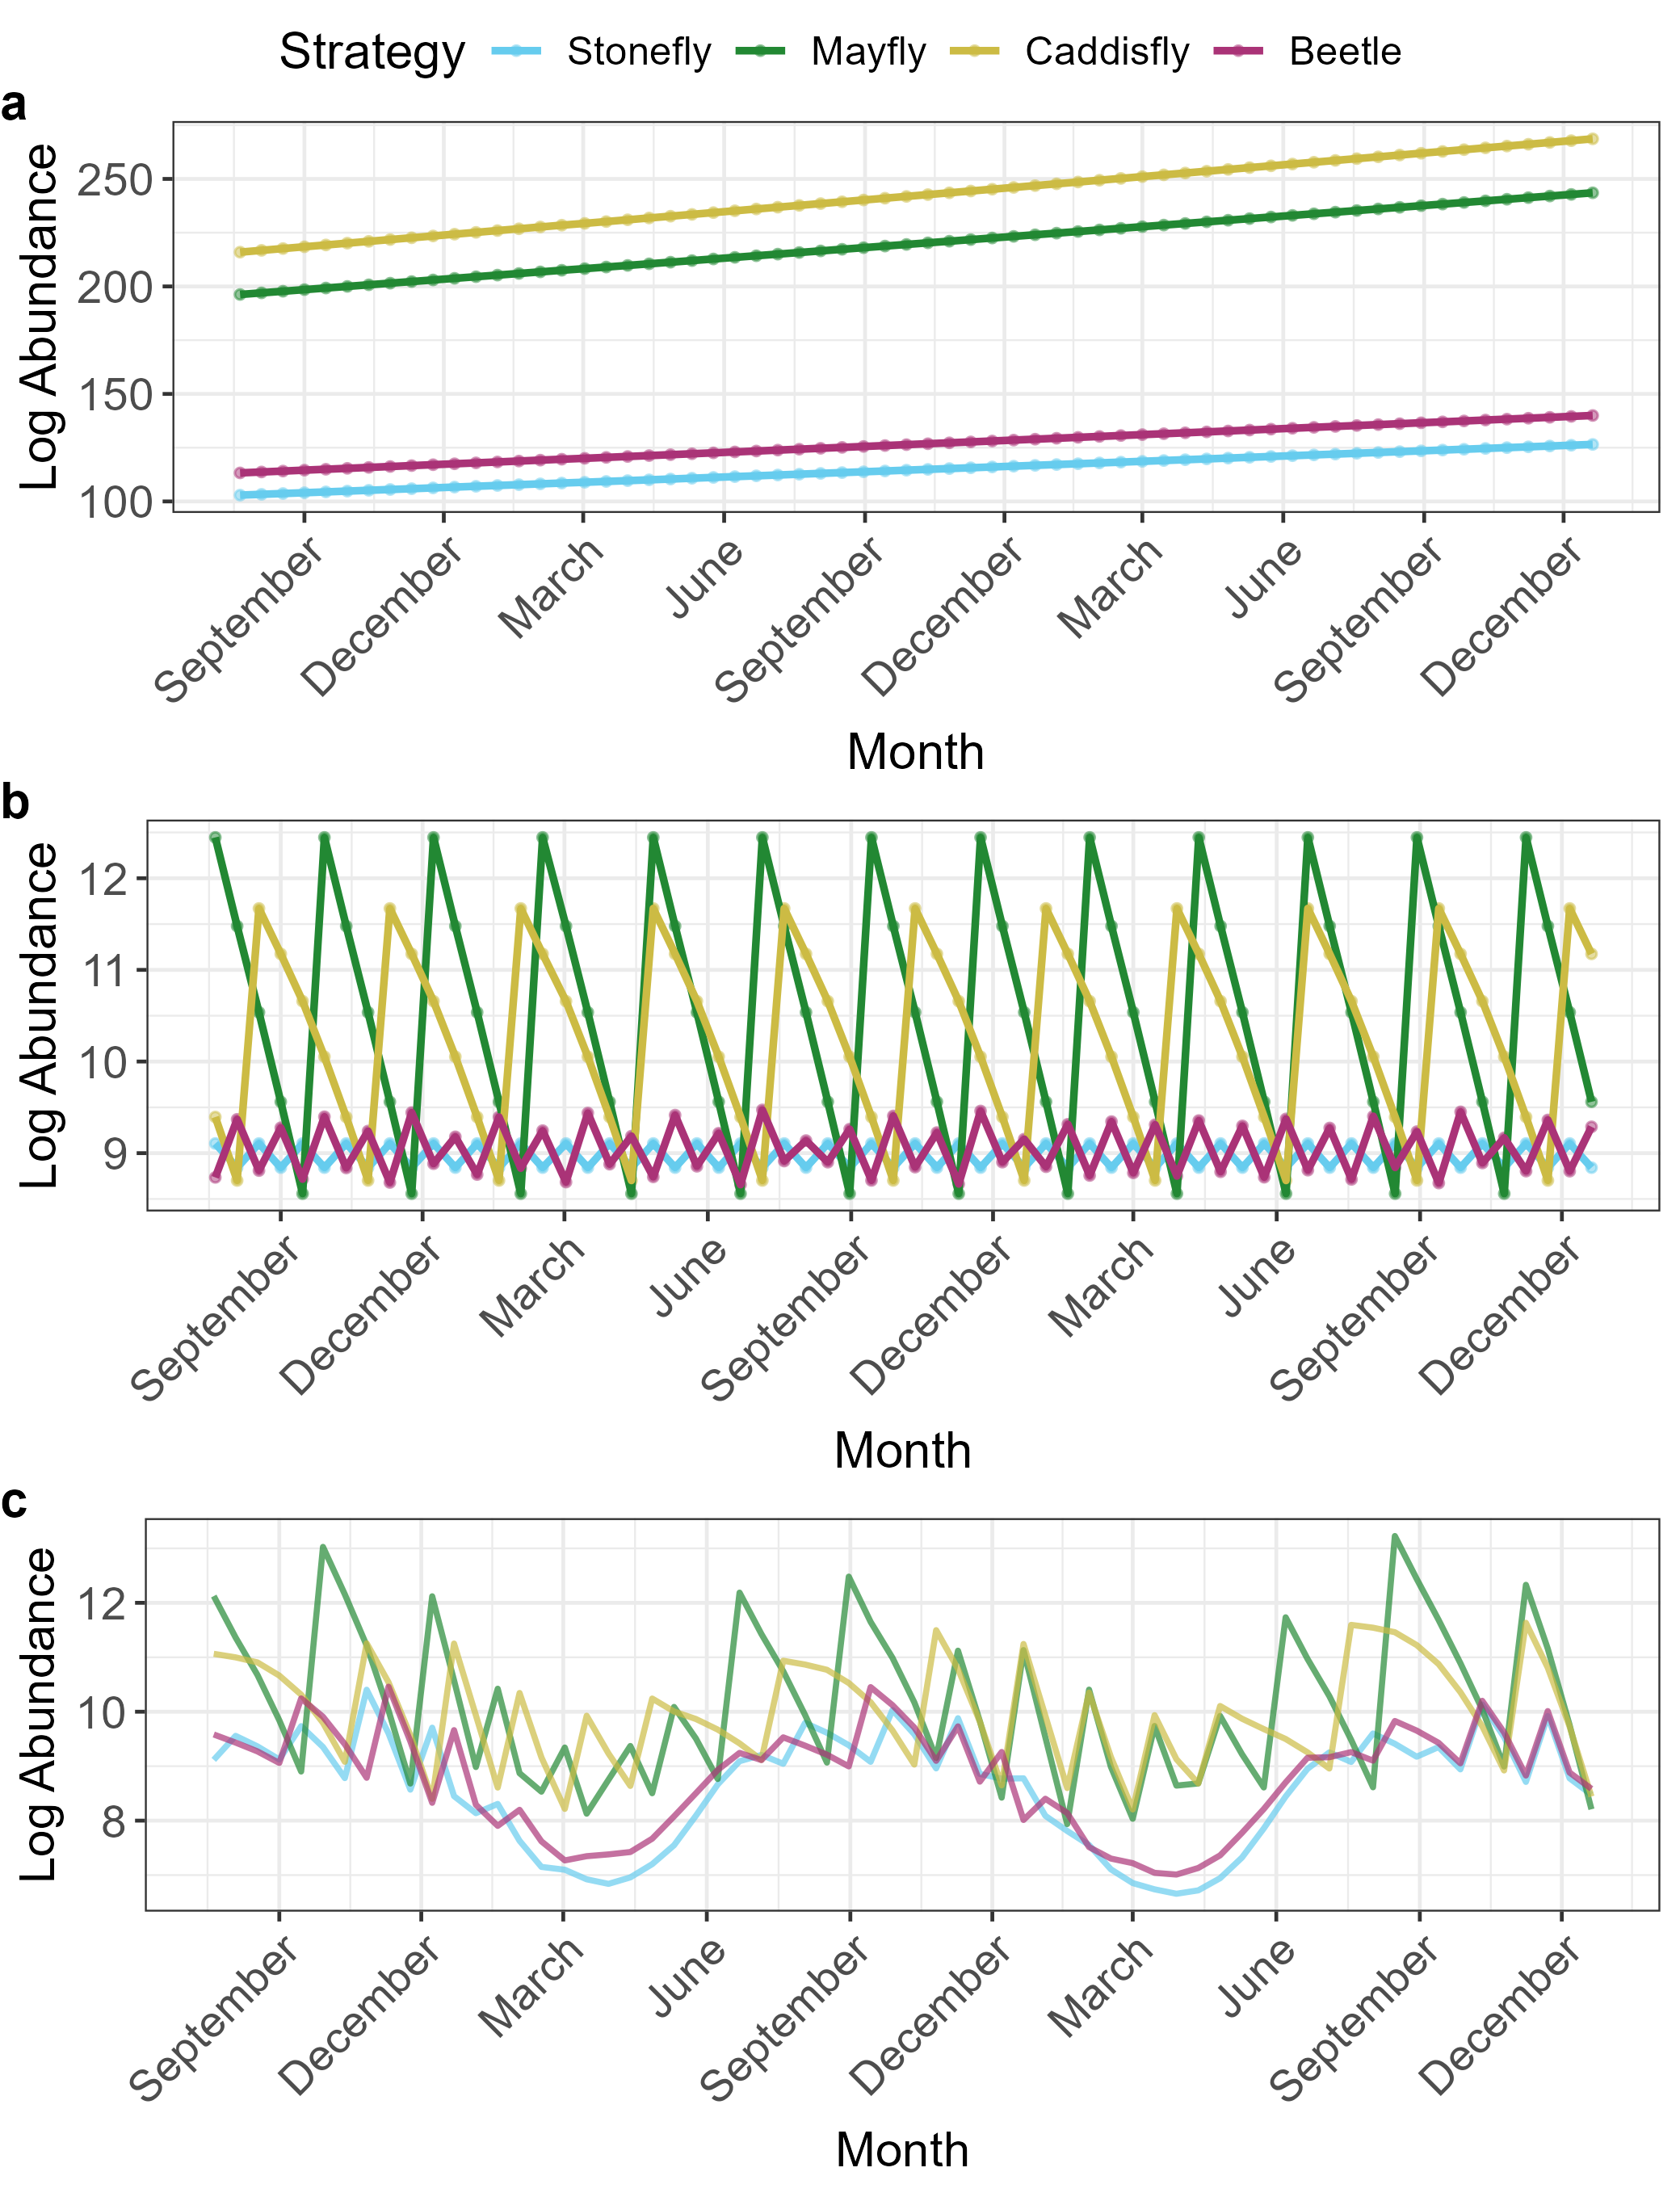 Strategy Stonefly Mayfly Caddisfly Beetle
a
Log Abundance
250
200
150
100
September December March June September December March June September December
Month
b
Log Abundance
12
11
10
9
September December March June September December March June September December
Month
c
Log Abundance
12
10
8
September December March June September December March June September December
Month